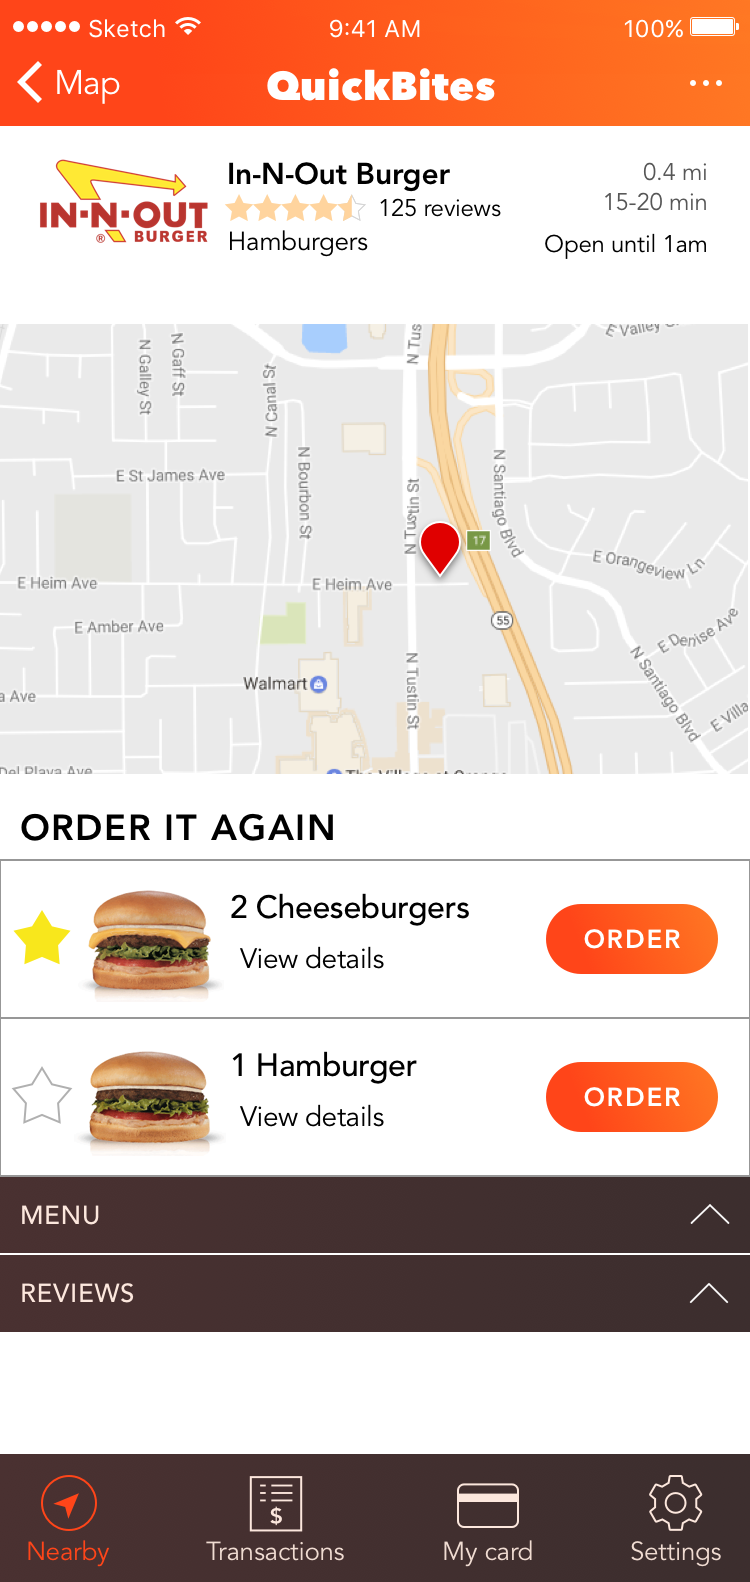 Sketch 9:41 AM 100%
Map QuickBites
In-N-Out Burger 0.4 mi
IN-N-OUT
BURGER
®
125 reviews 15-20 min
Hamburgers Open until 1am
E Valley
N Tus
N Galley St
N Gaff St
N Canal St
N Bourbon St
E St James Ave
N Tustin St
N Santiago Blvd
17
E Orangeview Ln
E Heim Ave
E Heim Ave
55
E Amber Ave
E Denise Ave
N Santiago Blvd
N Tustin St
Walmart
a Ave
E Villa
Del Playa Ave
The Village at Orange
ORDER IT AGAIN
2 Cheeseburgers
View details
ORDER
1 Hamburger
View details
ORDER
MENU
REVIEWS
$
Nearby Transactions My card Settings